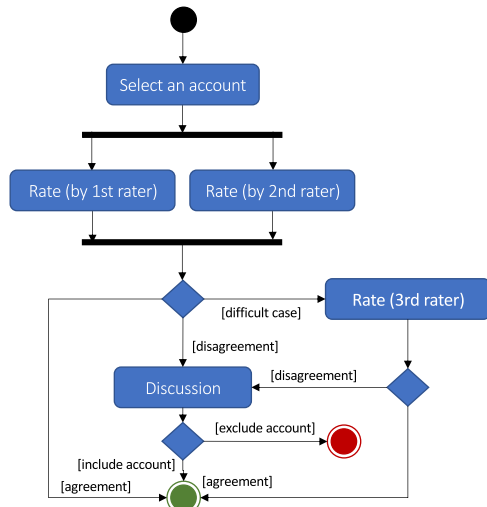 Select an account
Rate (by 1st rater)
Rate (by 2nd rater)
Rate (3rd rater)
[difficult case]
[disagreement]
[disagreement]
Discussion
[exclude account]
[include account]
[agreement]
[agreement]